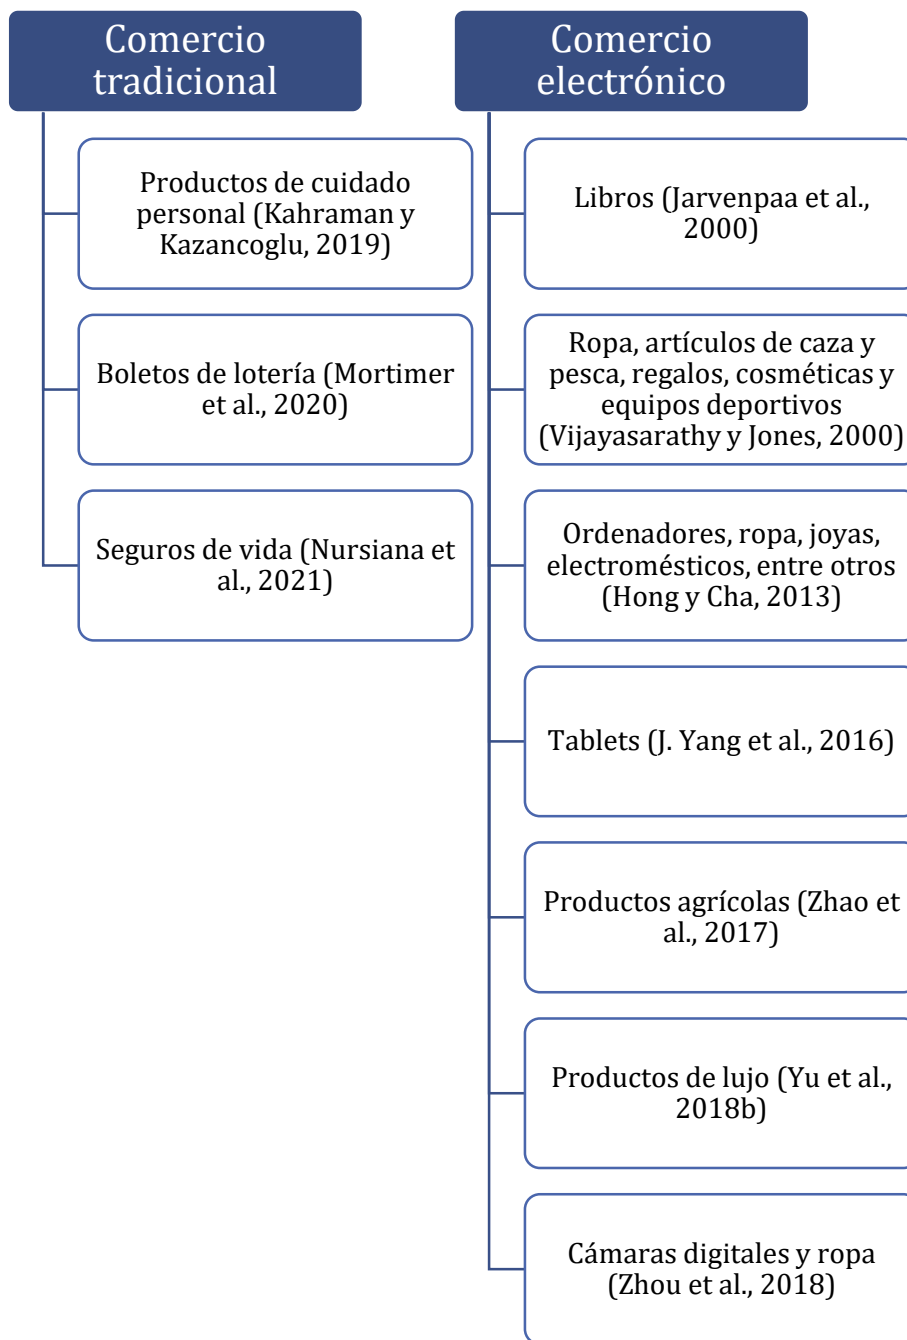 Comercio
tradicional
Productos de cuidado
personal (Kahraman y
Kazancoglu, 2019)
Boletos de lotería (Mortimer
et al., 2020)
Seguros de vida (Nursiana et
al., 2021)
Comercio
electrónico
Libros (Jarvenpaa et al.,
2000)
Ropa, artículos de caza y
pesca, regalos, cosméticas y
equipos deportivos
(Vijayasarathy y Jones, 2000)
Ordenadores, ropa, joyas,
electromésticos, entre otros
(Hong y Cha, 2013)
Tablets (J. Yang et al., 2016)
Productos agrícolas (Zhao et
al., 2017)
Productos de lujo (Yu et al.,
2018b)
Cámaras digitales y ropa
(Zhou et al., 2018)